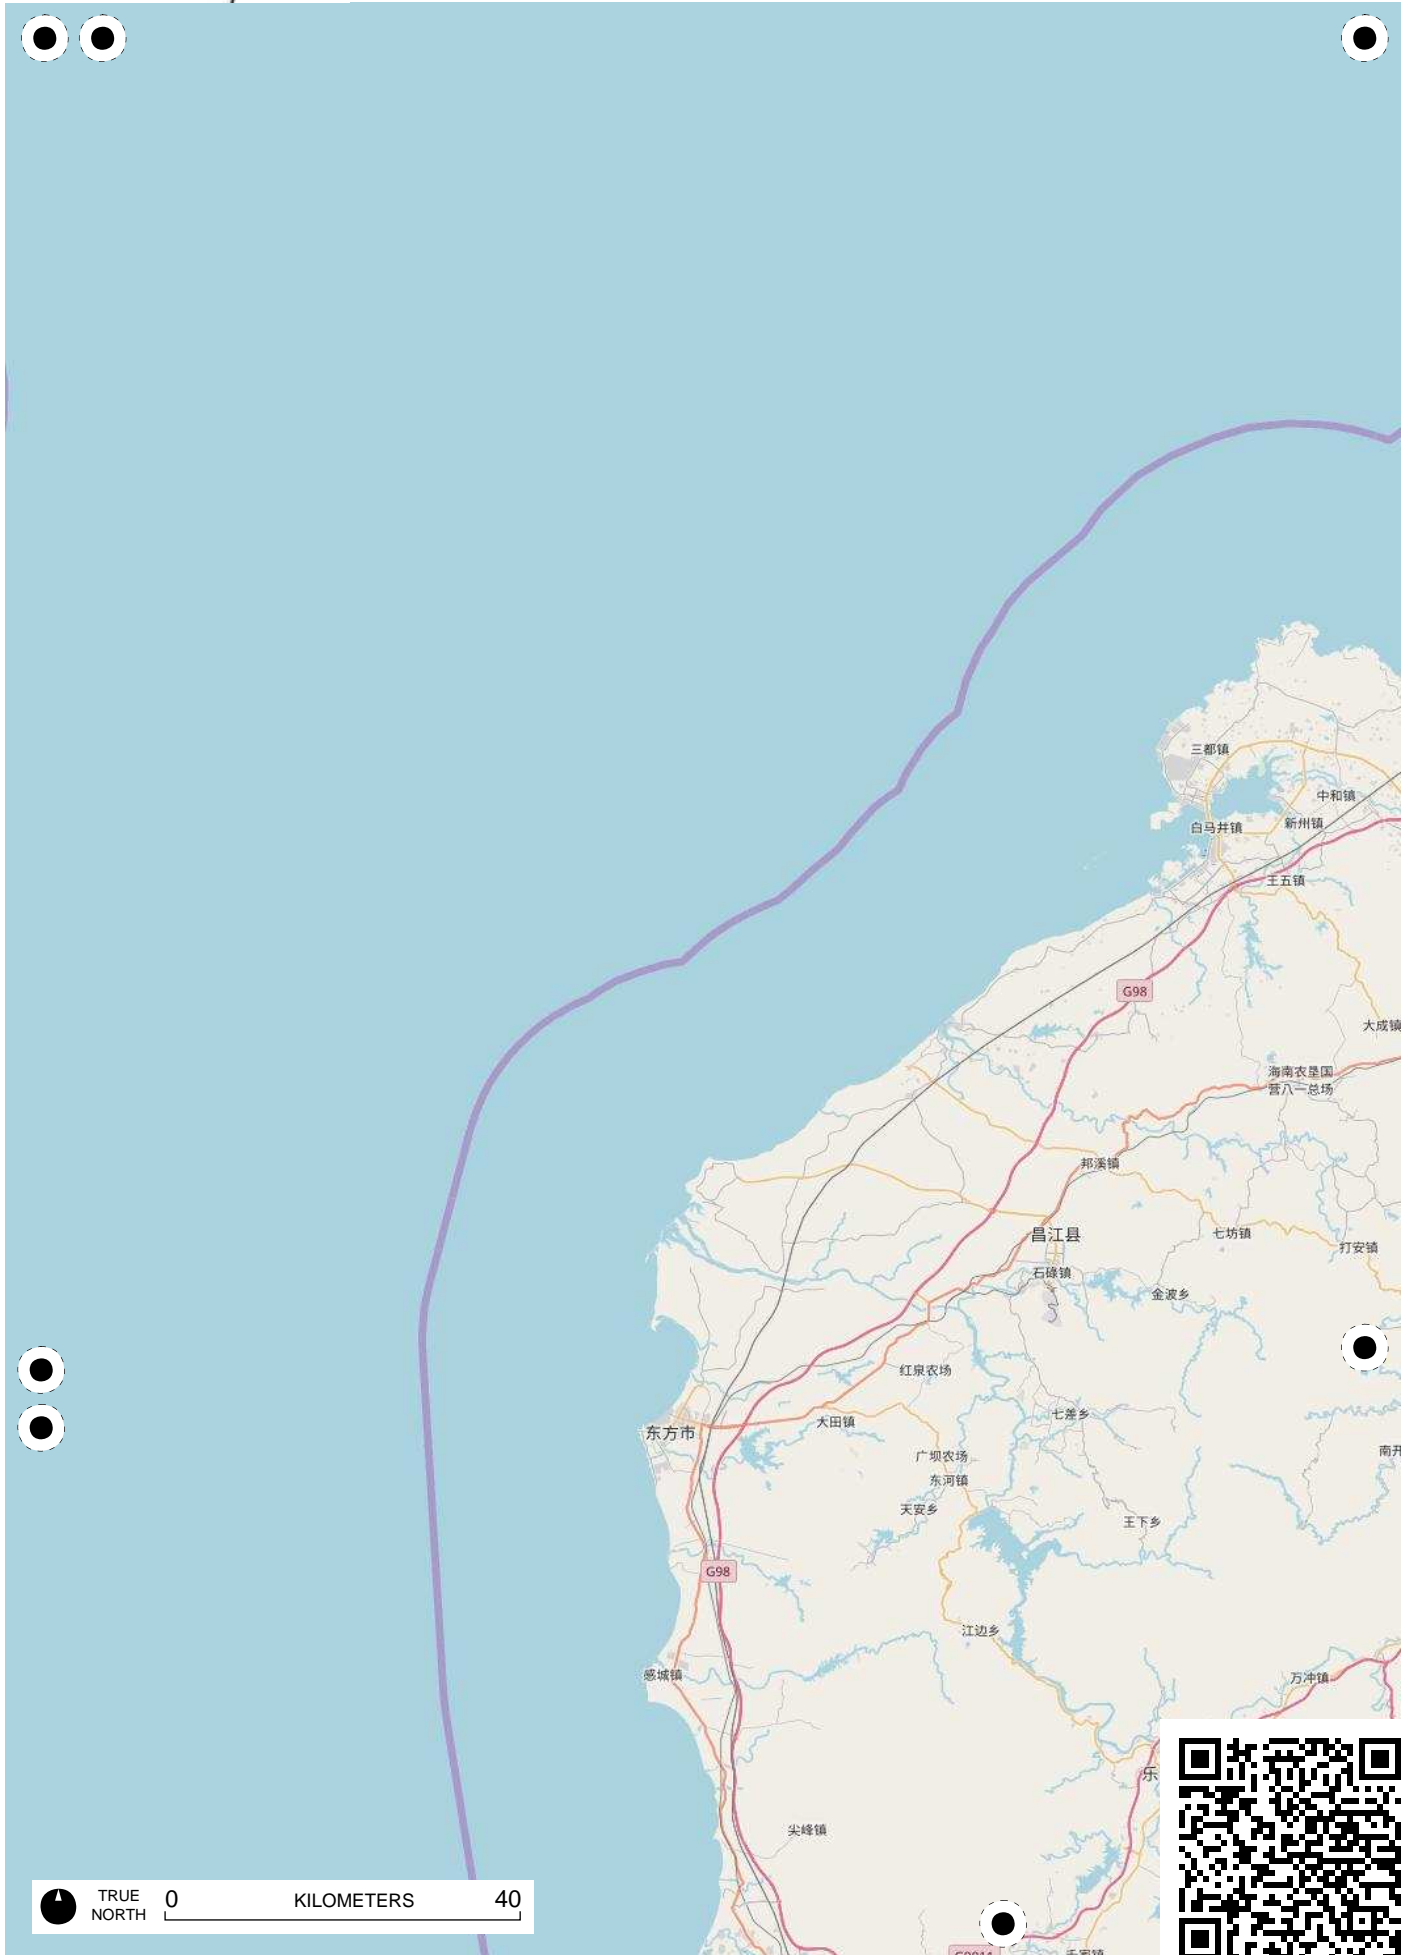 三都镇
中和镇
白马井镇
新州镇
王五镇
G98
大成镇
海南农垦国
营八一总场
邦溪镇
昌江县
七坊镇
打安镇
石碌镇
金波乡
红泉农场
七差乡
大田镇
东方市
广坝农场
南开
东河镇
天安乡
王下乡
G98
江边乡
感城镇
万冲镇
乐
尖峰镇
TRUE
NORTH
0 KILOMETERS 40